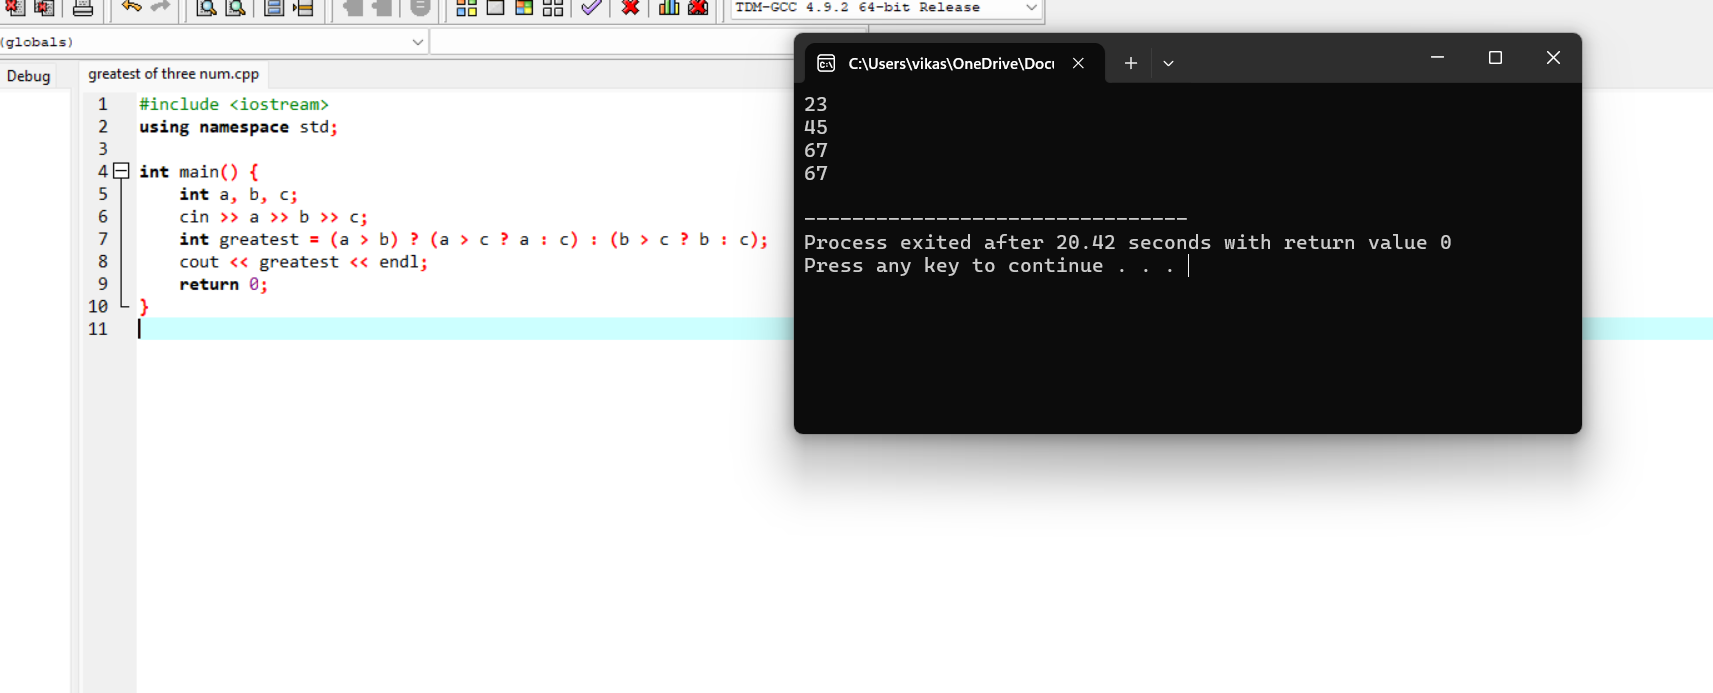 TDM-GCC 4.9.2 64-bit Release
(globals)
Debug
greatest of three num.cpp
1 #include <iostream>
2 using namespace std;
3
4 int main() {
5 int a, b, c;
6 cin >> a >> b >> c;
7 int greatest = (a > b) ? (a > c ? a : c) : (b > c ? b : c);
8 cout << greatest << endl;
9 return 0;
10 }
11
C:\Users\vikas\OneDrive\Docu
23
45
67
67
--------------------------------
Process exited after 20.42 seconds with return value 0
Press any key to continue . . .